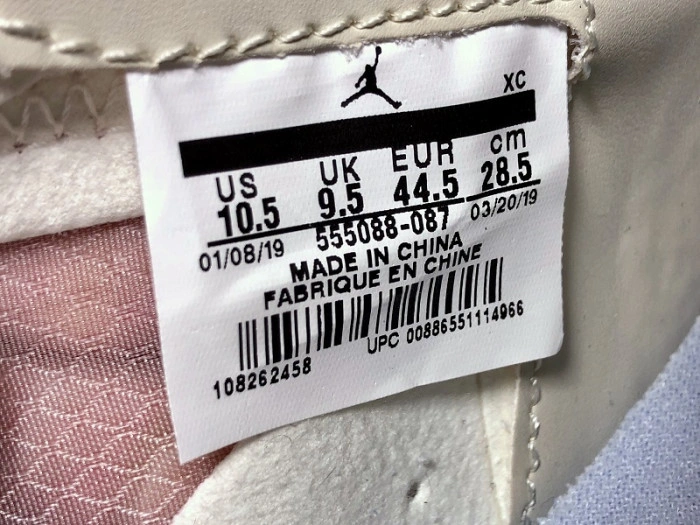 XC
US UK EUR cm
10.5 9.5 44.5 28.5
01/08/19 555088-087 03/20/19
MADE IN CHINA
FABRIQUE EN CHINE
UPC 00886551114966
108262458